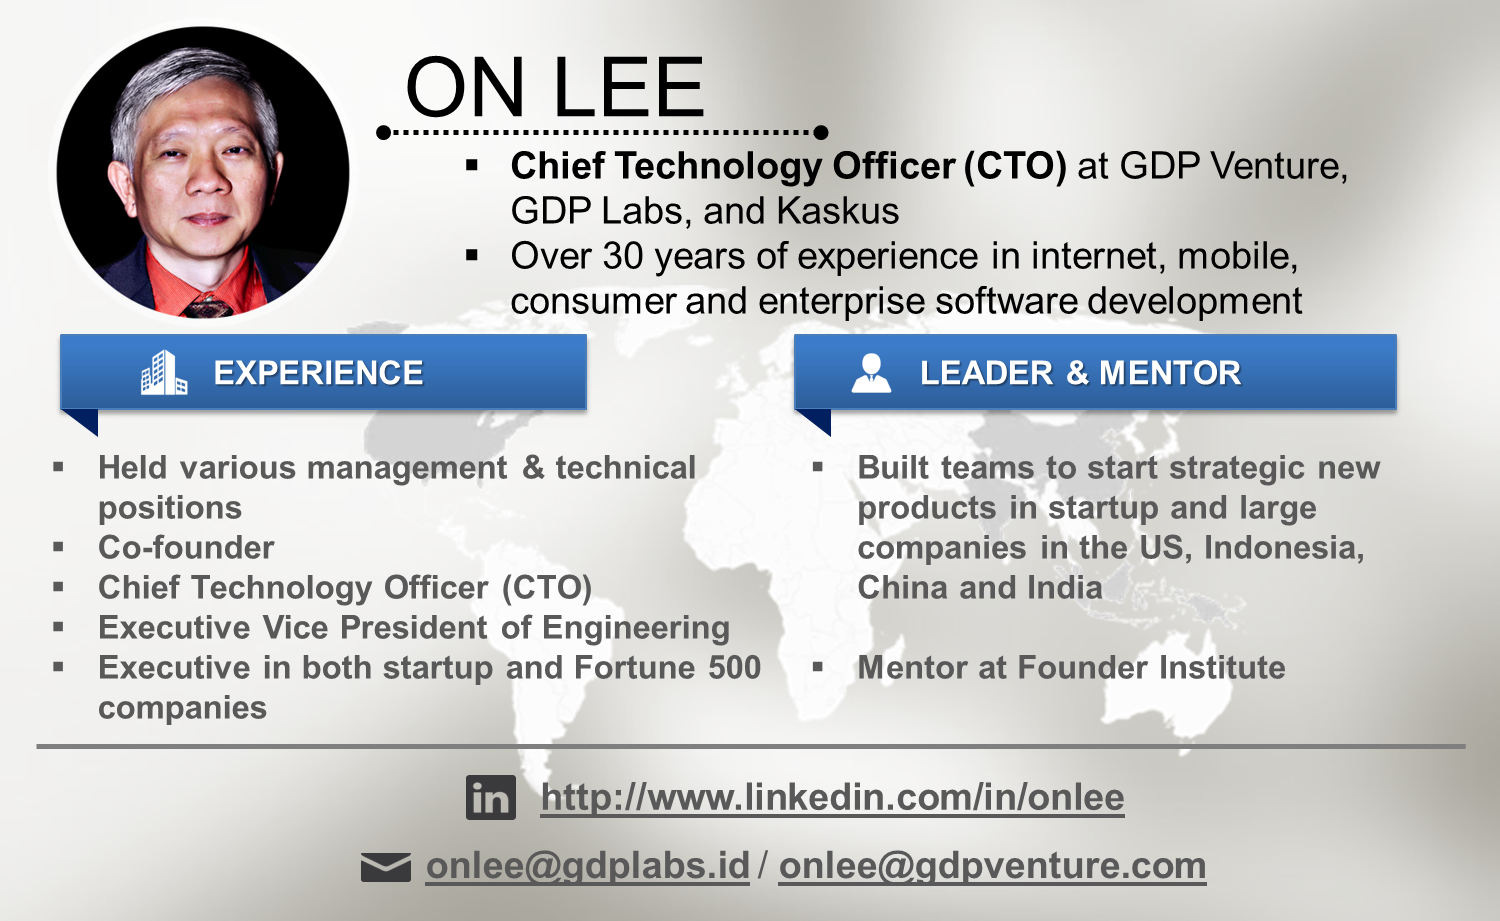 ON LEE
▪ Chief Technology Officer (CTO) at GDP Venture,
GDP Labs, and Kaskus
▪ Over 30 years of experience in internet, mobile,
consumer and enterprise software development
EXPERIENCE
▪ Held various management & technical
positions
▪ Co-founder
▪ Chief Technology Officer (CTO)
▪ Executive Vice President of Engineering
▪ Executive in both startup and Fortune 500
companies
LEADER & MENTOR
▪ Built teams to start strategic new
products in startup and large
companies in the US, Indonesia,
China and India
▪ Mentor at Founder Institute
in http://www.linkedin.com/in/onlee
onlee@gdplabs.id / onlee@gdpventure.com